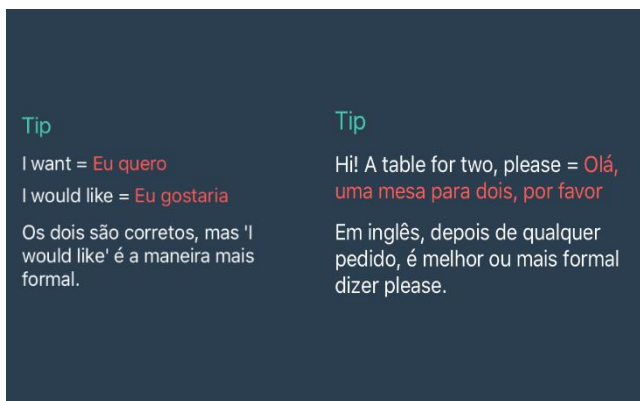 Tip
I want = Eu quero
I would like = Eu gostaria
Os dois são corretos, mas 'I
would like' é a maneira mais
formal.
Tip
Hi! A table for two, please = Olá,
uma mesa para dois, por favor
Em inglês, depois de qualquer
pedido, é melhor ou mais formal
dizer please.